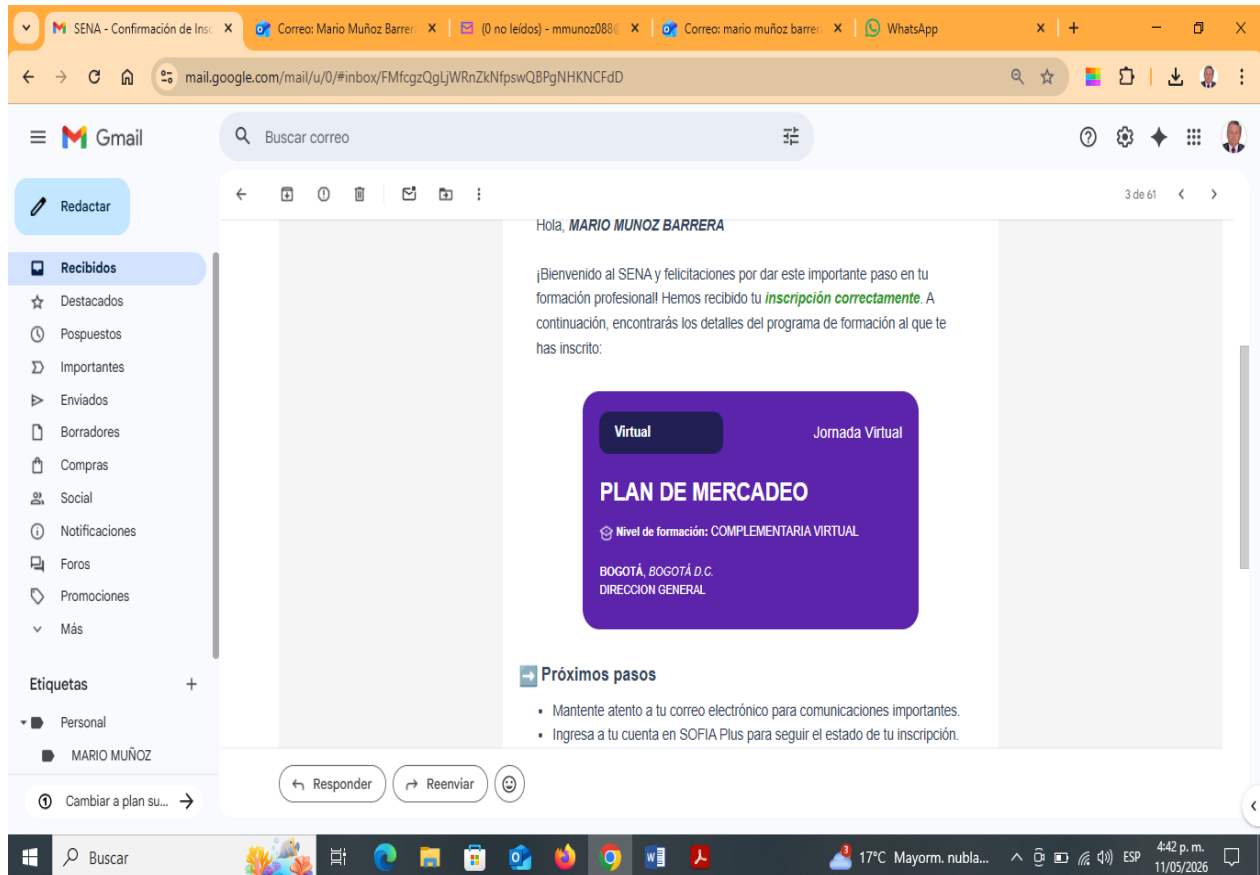 SENA - Confirmación de Insc
Correo: Mario Muñoz Barrer
(0 no leídos) - mmunoz088@
Correo: mario muñoz barrer
WhatsApp
mail.google.com/mail/u/0/#inbox/FMfcgzQgLjWRnZkNfpswQBPgNHKNCFdD
Gmail
Buscar correo
Redactar
3 de 61
Recibidos
Destacados
Pospuestos
Importantes
Enviados
Borradores
Compras
Social
Notificaciones
Foros
Promociones
Más
Etiquetas
Personal
MARIO MUÑOZ
Cambiar a plan su...
Hola, MARIO MUNOZ BARRERA
¡Bienvenido al SENA y felicitaciones por dar este importante paso en tu
formación profesional! Hemos recibido tu inscripción correctamente. A
continuación, encontrarás los detalles del programa de formación al que te
has inscrito:
Virtual
Jornada Virtual
PLAN DE MERCADEO
Nivel de formación: COMPLEMENTARIA VIRTUAL
BOGOTÁ, BOGOTÁ D.C.
DIRECCION GENERAL
Próximos pasos
• Mantente atento a tu correo electrónico para comunicaciones importantes.
• Ingresa a tu cuenta en SOFIA Plus para seguir el estado de tu inscripción.
Responder
Reenviar
Buscar
3
17°C Mayorm. nubla...
ESP
4:42 p. m.
11/05/2026